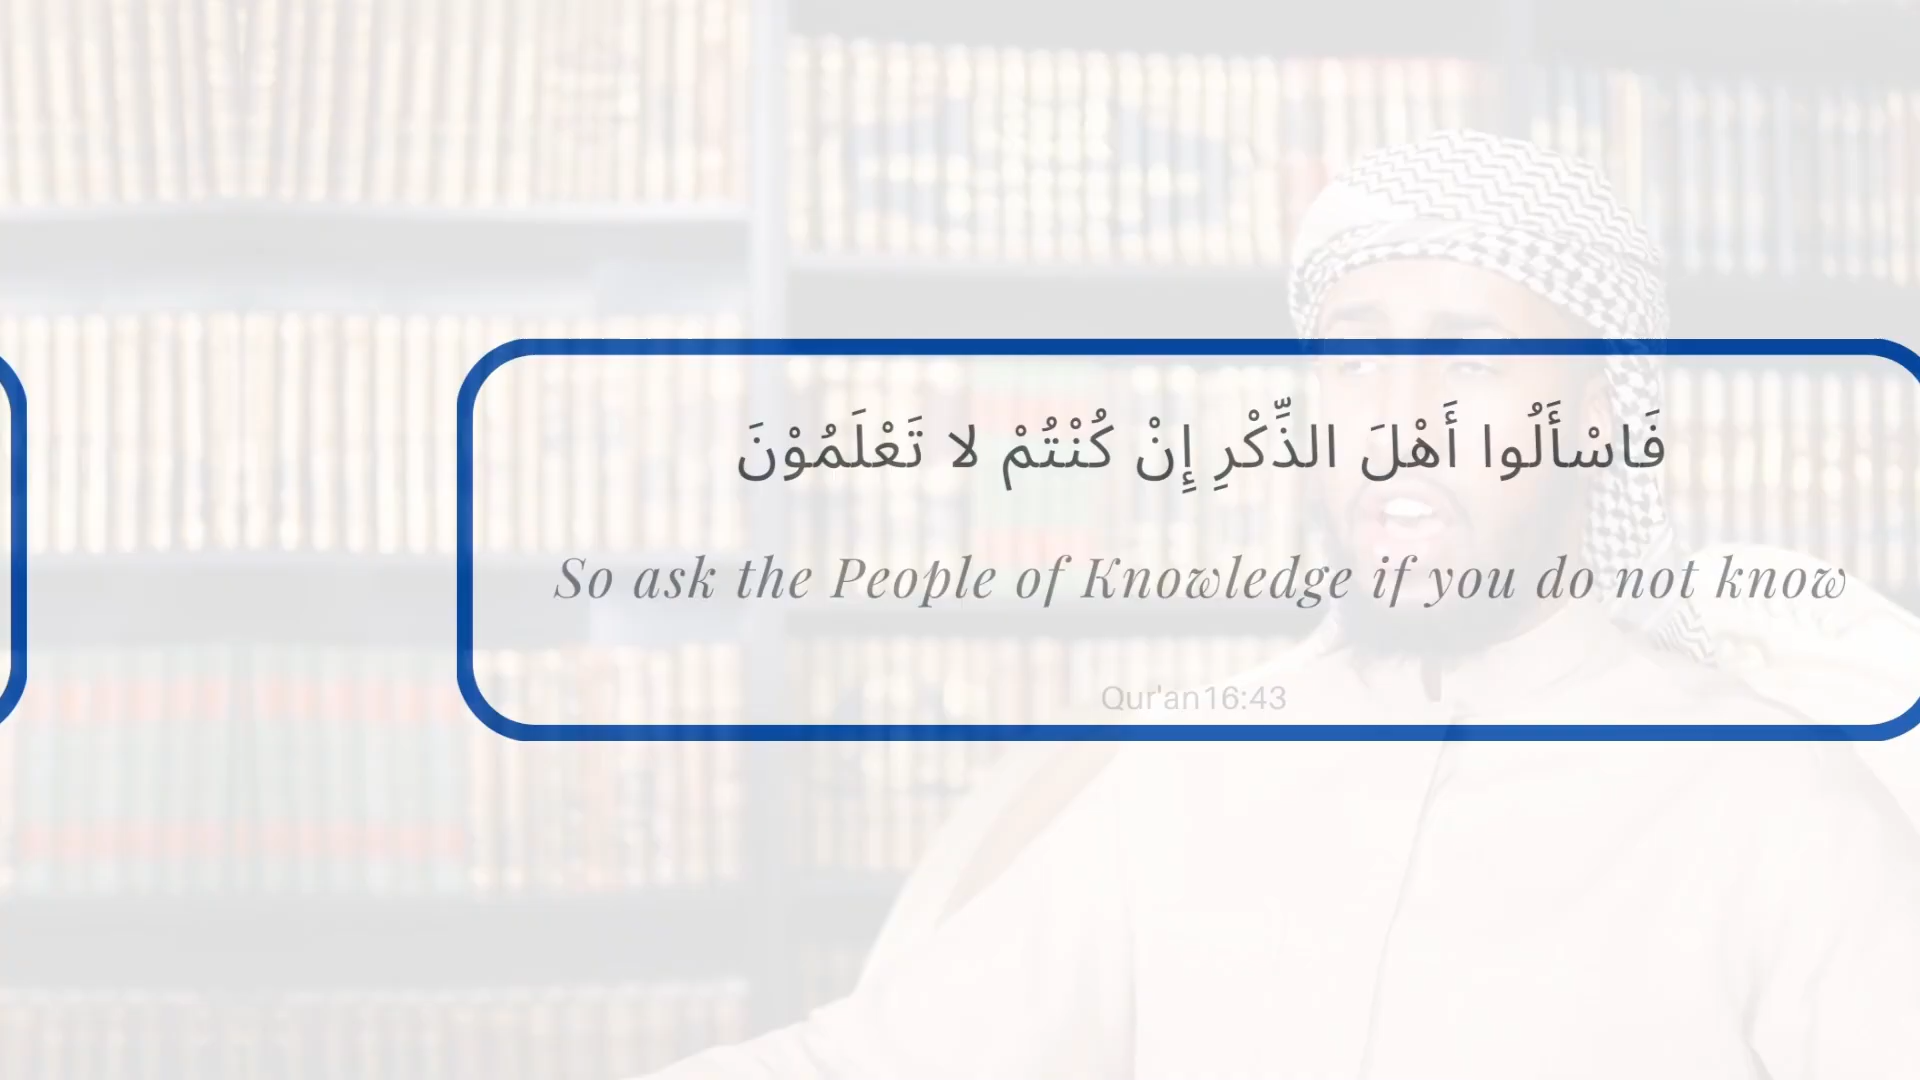 فَاسْأَلُوا أَهْلَ الذِّكْرِ إِنْ كُنْتُمْ لا تَعْلَمُوْنَ
So ask the People of Knowledge if you do not know
Qur'an16:43